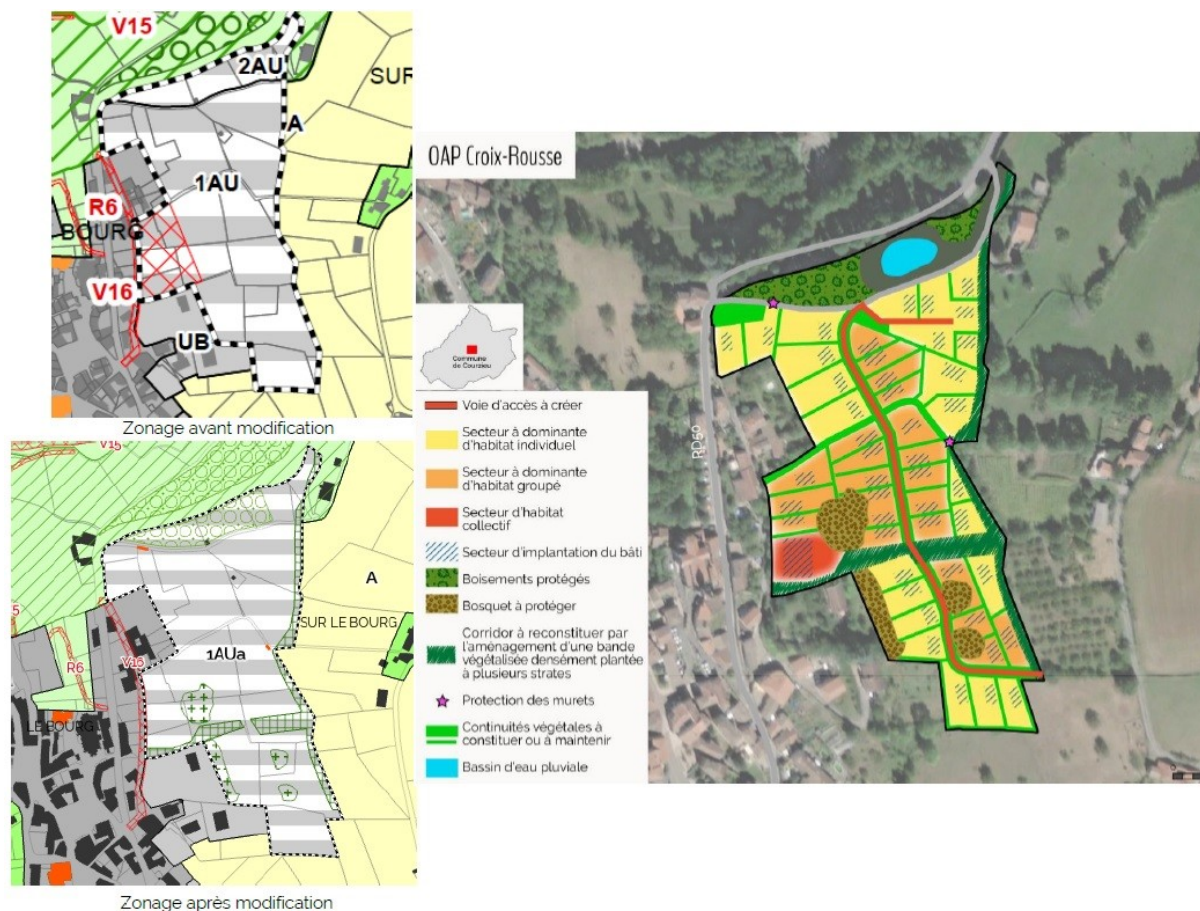 V15
2AU
SUR
A
1AU
R6
BOURG
V16
UB
Zonage avant modification
V15
A
SUR LE BOURG
1AUa
R6
V16
LE BOURG
Zonage après modification
OAP Croix-Rousse
Commune
de Courzieu
RD50
Voie d'accès à créer
Secteur à dominante
d'habitat individuel
Secteur à dominante
d'habitat groupé
Secteur d'habitat
collectif
Secteur d'implantation du bâti
Boisements protégés
Bosquet à protéger
Corridor à reconstituer par
l'aménagement d'une bande
végétalisée densément plantée
à plusieurs strates
Protection des murets
Continuités végétales à
constituer ou à maintenir
Bassin d'eau pluviale